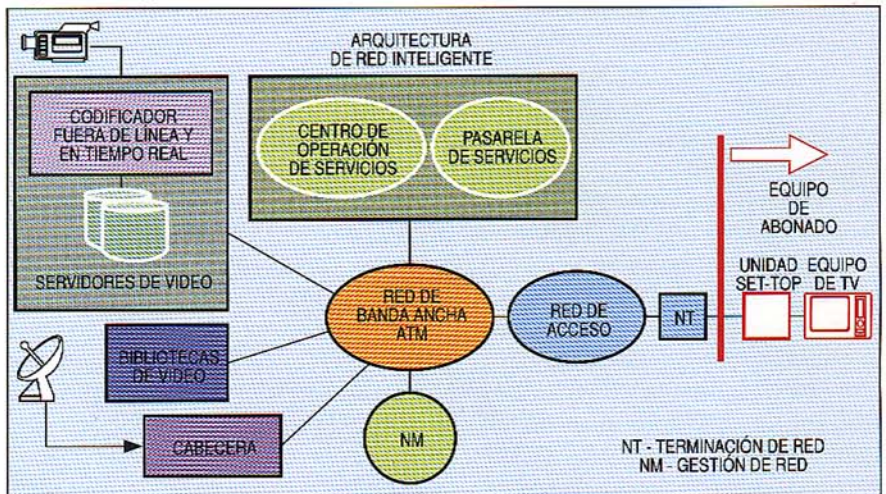 ARQUITECTURA
DE RED INTELIGENTE
CODIFICADOR
FUERA DE LÍNEA Y
EN TIEMPO REAL
SERVIDORES DE VIDEO
CENTRO DE
OPERACIÓN
DE SERVICIOS
PASARELA
DE SERVICIOS
EQUIPO
DE
ABONADO
UNIDAD
SET-TOP
EQUIPO
DE TV
RED DE
BANDA ANCHA
ATM
RED DE
ACCESO
NT
BIBLIOTECAS
DE VIDEO
CABECERA
NM
NT - TERMINACIÓN DE RED
NM - GESTIÓN DE RED